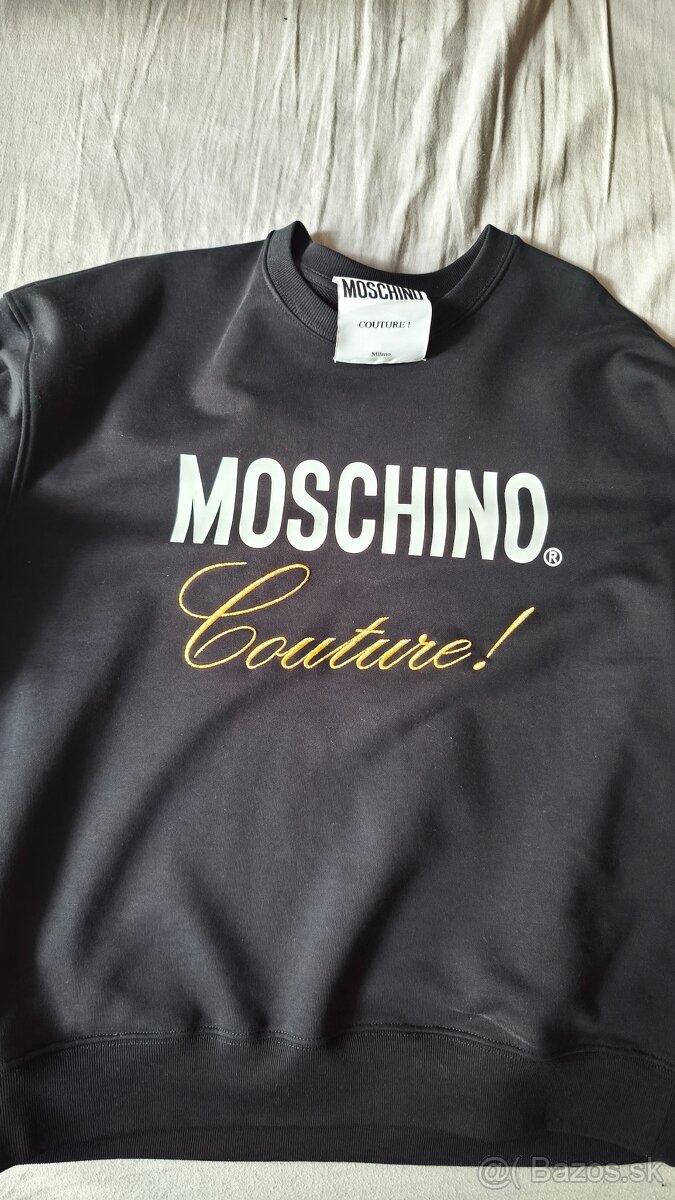 MOSCHINO
COUTURE !
Milano
MOSCHINO®
Couture!
@( Bazos.sk